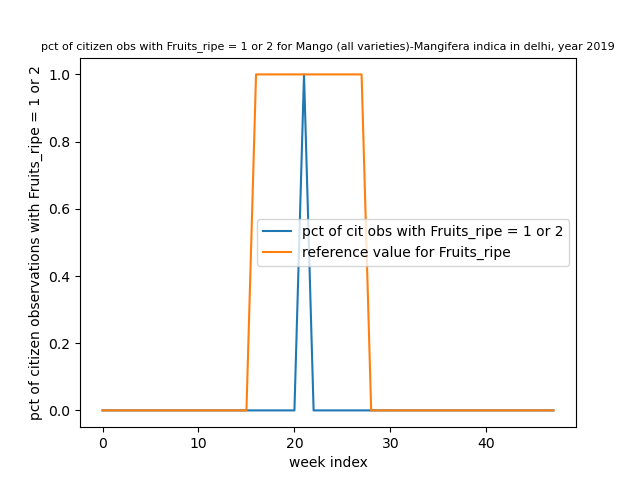 pct of citizen obs with Fruits_ripe = 1 or 2 for Mango (all varieties)-Mangifera indica in delhi, year 2019
pct of citizen observations with Fruits_ripe = 1 or 2
1.0
0.8
0.6
0.4
0.2
0.0
pct of cit obs with Fruits_ripe = 1 or 2
reference value for Fruits_ripe
0 10 20 30 40
week index